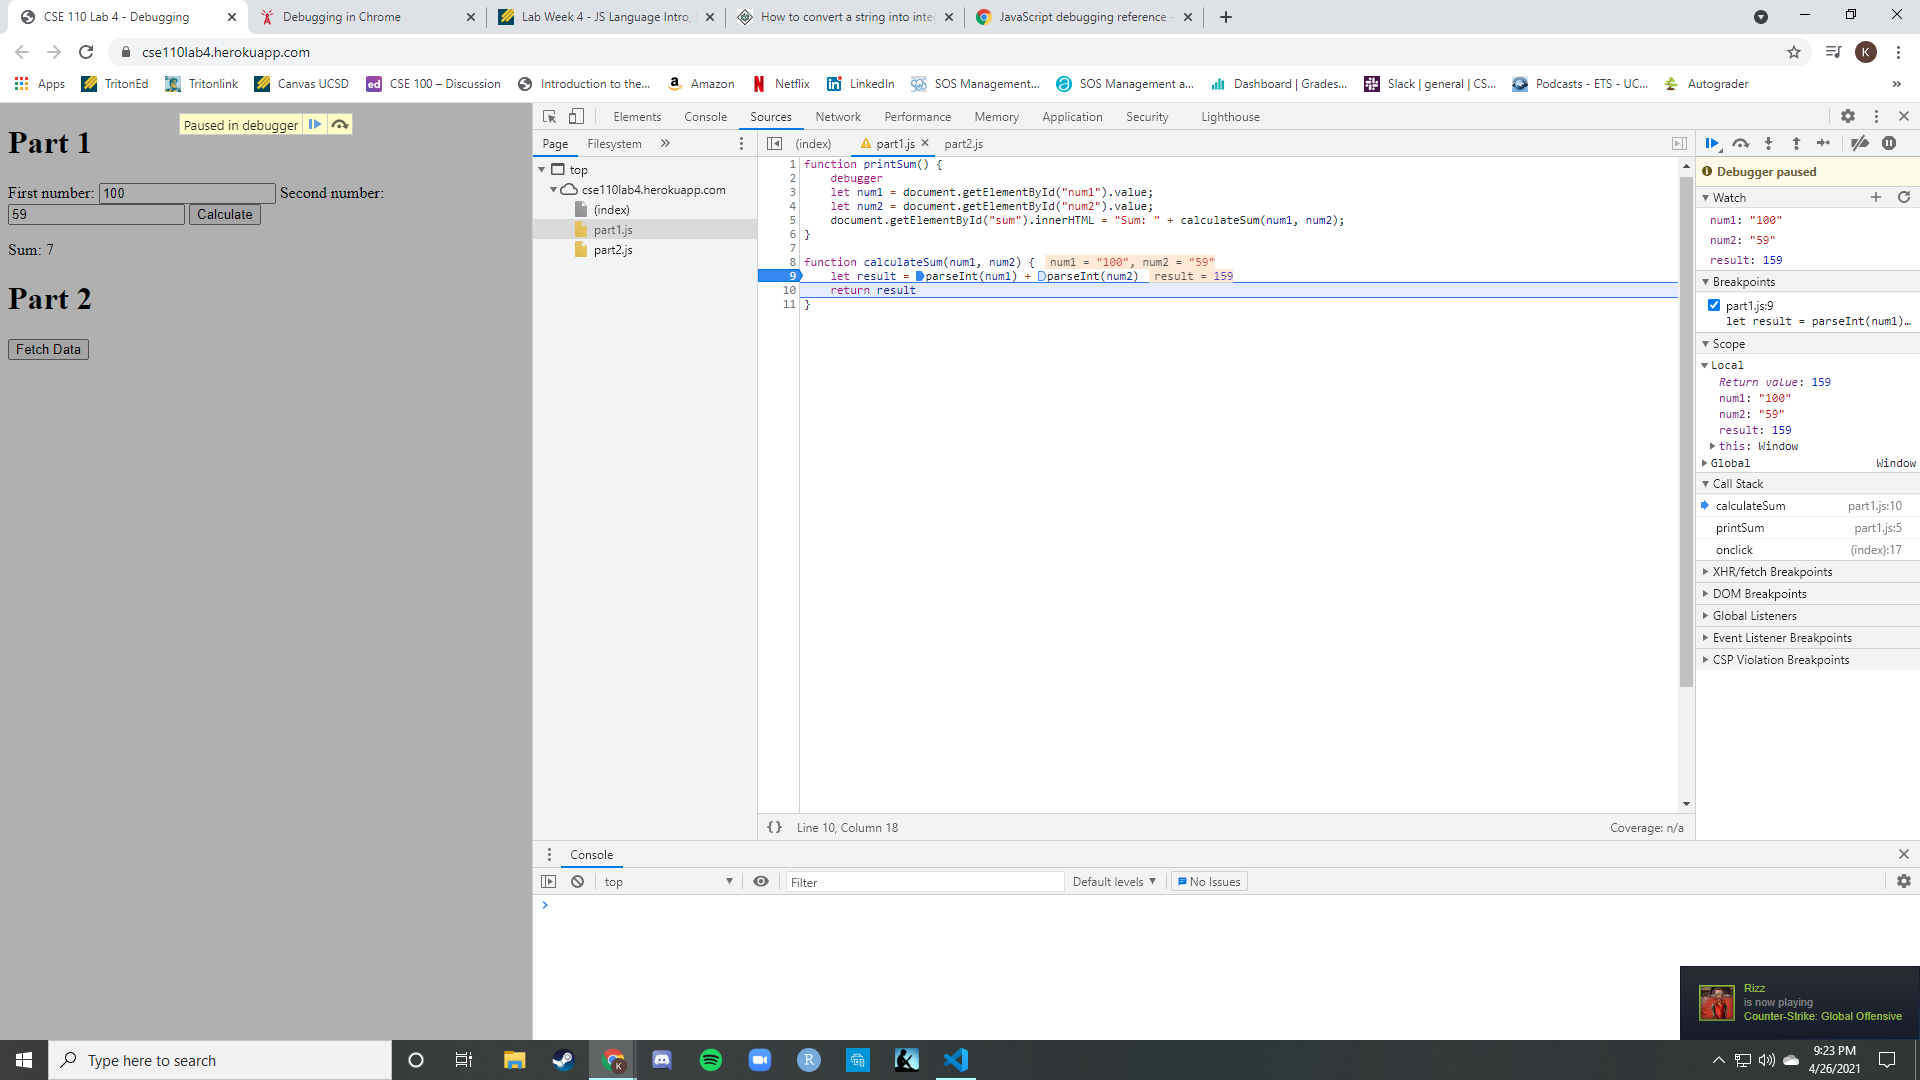 CSE 110 Lab 4 - Debugging
Debugging in Chrome
Lab Week 4 - JS Language Intro,
How to convert a string into inte
JavaScript debugging reference -
cse110lab4.herokuapp.com
K
Apps
TritonEd
Tritonlink
Canvas UCSD
ed CSE 100 – Discussion
Introduction to the...
Amazon
Netflix
LinkedIn
SOS Management...
SOS Management a...
Dashboard | Grades...
Slack | general | CS...
Podcasts - ETS - UC...
Autograder
»
Paused in debugger
Part 1
First number: 100 Second number:
59 Calculate
Sum: 7
Part 2
Fetch Data
Elements Console Sources Network Performance Memory Application Security Lighthouse
Page Filesystem »
top
cse110lab4.herokuapp.com
(index)
part1.js
part2.js
(index) part1.js part2.js
1 function printSum() {
2 debugger
3 let num1 = document.getElementById("num1").value;
4 let num2 = document.getElementById("num2").value;
5 document.getElementById("sum").innerHTML = "Sum: " + calculateSum(num1, num2);
6 }
7
8 function calculateSum(num1, num2) { num1 = "100", num2 = "59"
9 let result = parseInt(num1) + parseInt(num2) result = 159
10 return result
11 }
{} Line 10, Column 18 Coverage: n/a
Debugger paused
Watch
num1: "100"
num2: "59"
result: 159
Breakpoints
part1.js:9
let result = parseInt(num1)…
Scope
Local
Return value: 159
num1: "100"
num2: "59"
result: 159
this: Window
Global Window
Call Stack
calculateSum part1.js:10
printSum part1.js:5
onclick (index):17
XHR/fetch Breakpoints
DOM Breakpoints
Global Listeners
Event Listener Breakpoints
CSP Violation Breakpoints
Console
top Filter Default levels No Issues
Rizz
is now playing
Counter-Strike: Global Offensive
Type here to search
K
R
9:23 PM
4/26/2021